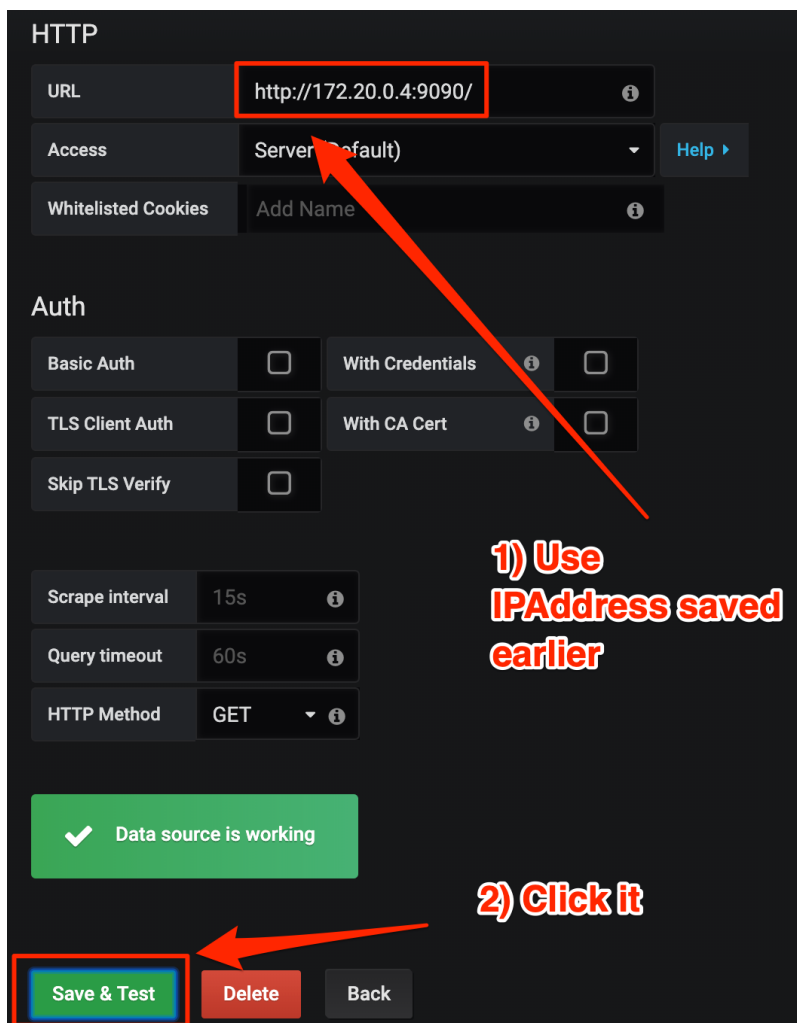 HTTP
URL http://172.20.0.4:9090/
Access Server (Default) Help
Whitelisted Cookies Add Name
Auth
Basic Auth With Credentials
TLS Client Auth With CA Cert
Skip TLS Verify
1) Use
IPAddress saved
earlier
Scrape interval 15s
Query timeout 60s
HTTP Method GET
Data source is working
2) Click it
Save & Test Delete Back